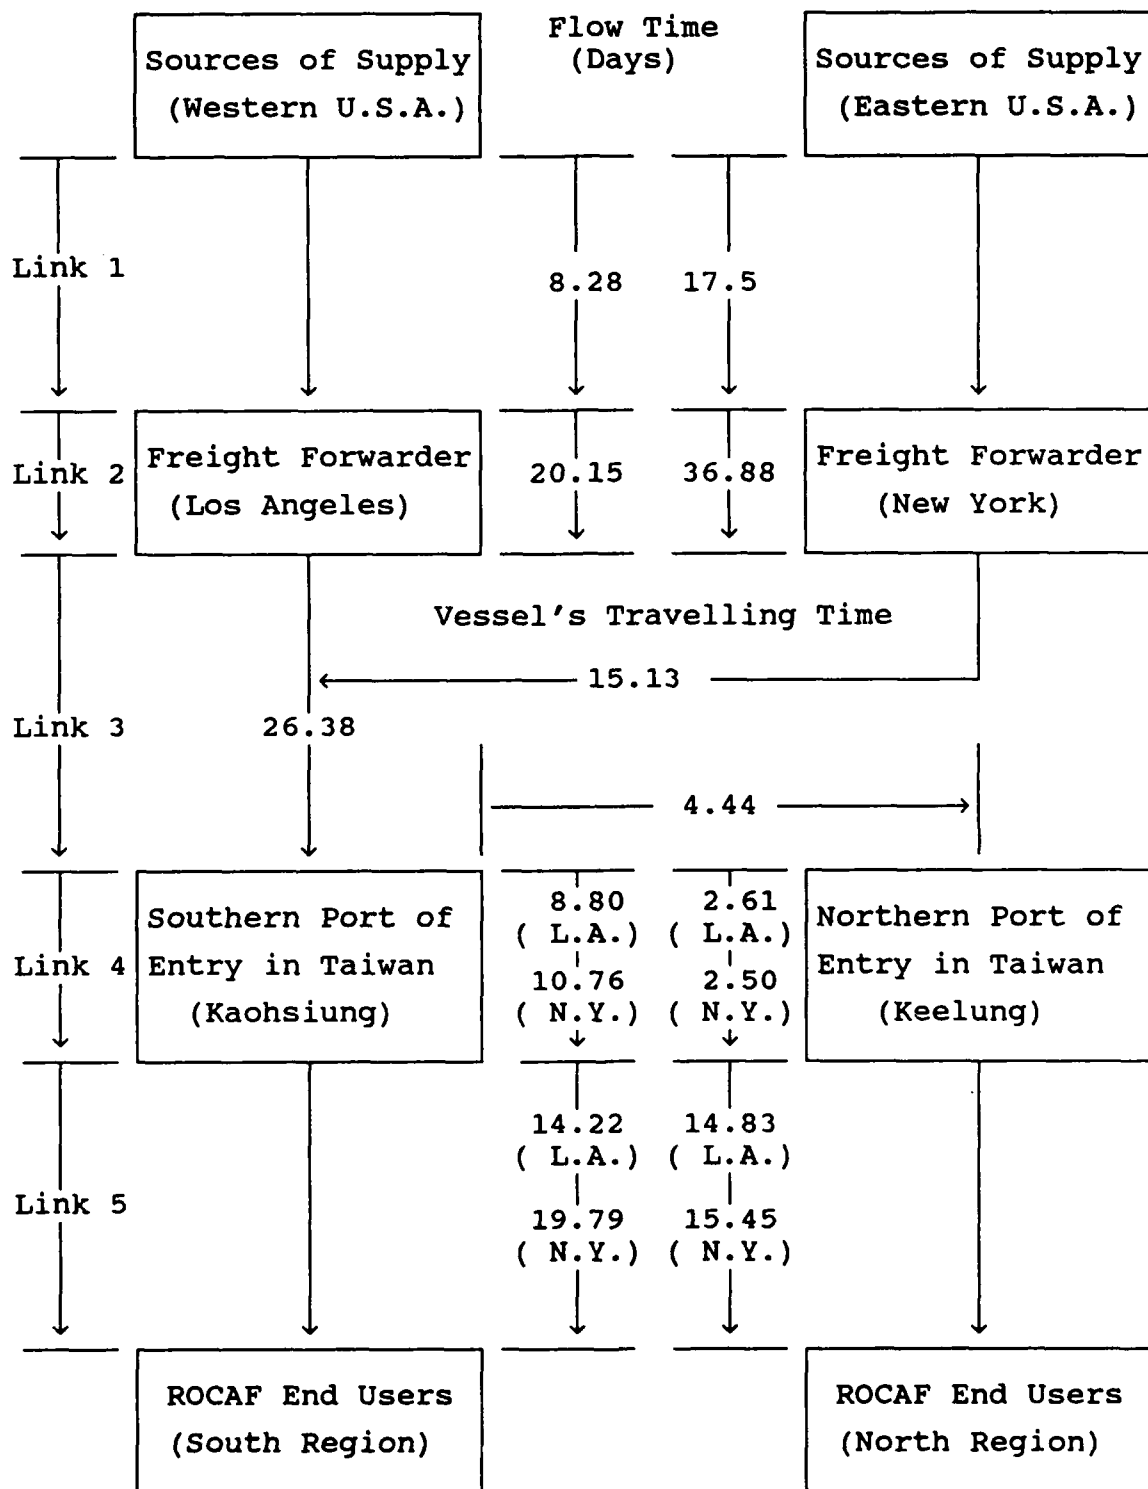 Flow Time
(Days)
Sources of Supply
(Western U.S.A.)
Sources of Supply
(Eastern U.S.A.)
Link 1
8.28
17.5
Link 2
Freight Forwarder
(Los Angeles)
20.15
36.88
Freight Forwarder
(New York)
Vessel's Travelling Time
15.13
Link 3
26.38
4.44
Link 4
Southern Port of
Entry in Taiwan
(Kaohsiung)
8.80
( L.A.)
10.76
( N.Y.)
2.61
( L.A.)
2.50
( N.Y.)
Northern Port of
Entry in Taiwan
(Keelung)
Link 5
14.22
( L.A.)
19.79
( N.Y.)
14.83
( L.A.)
15.45
( N.Y.)
ROCAF End Users
(South Region)
ROCAF End Users
(North Region)